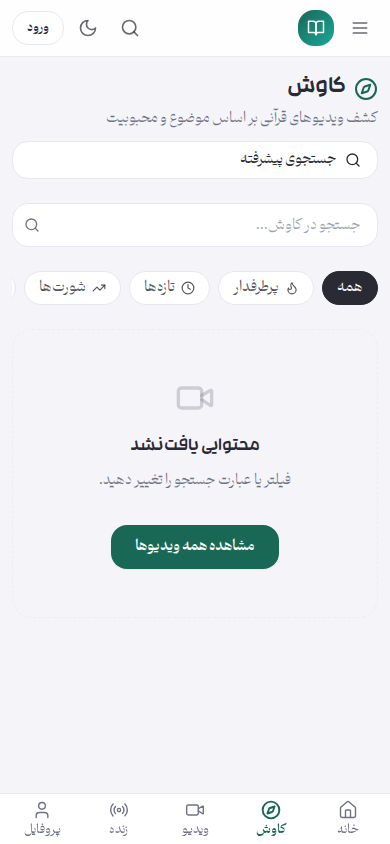 ورود
کاوش
کشف ویدیوهای قرآنی بر اساس موضوع و محبوبیت
جستجوی پیشرفته
جستجو در کاوش...
همه
پرطرفدار
تازه‌ها
شورت‌ها
محتوایی یافت نشد
فیلتر یا عبارت جستجو را تغییر دهید.
مشاهده همه ویدیوها
خانه
کاوش
ویدیو
زنده
پروفایل